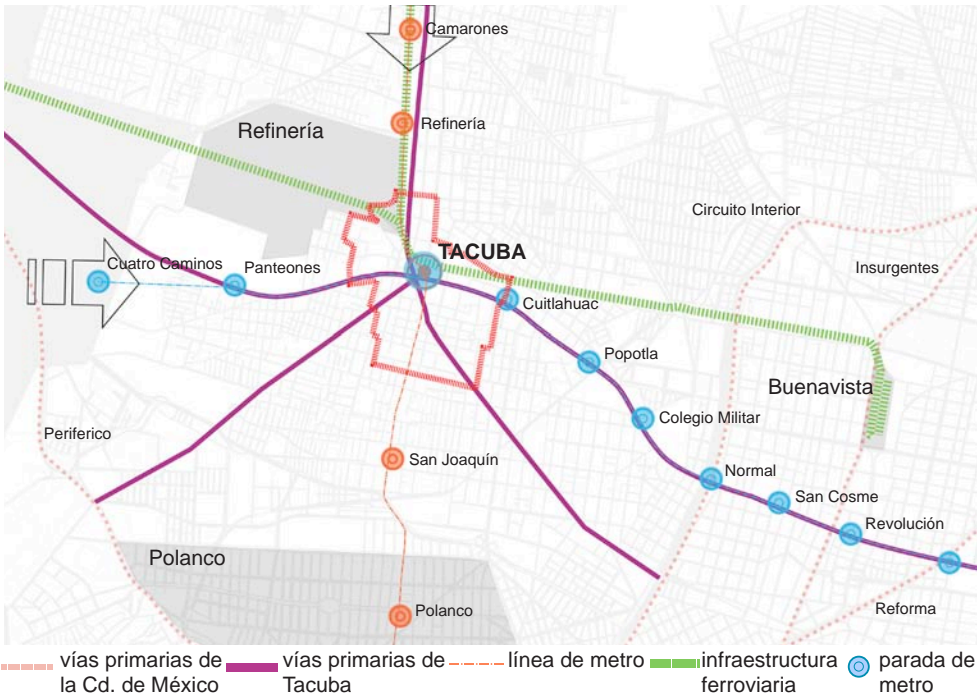 Camarones
Refinería
Refinería
Circuito Interior
TACUBA
Cuatro Caminos
Panteones
Insurgentes
Cuitlahuac
Popotla
Buenavista
Colegio Militar
Periferico
San Joaquín
Normal
San Cosme
Revolución
Polanco
Polanco
Reforma
vías primarias de
la Cd. de México
vías primarias de
Tacuba
línea de metro
infraestructura
ferroviaria
parada de
metro